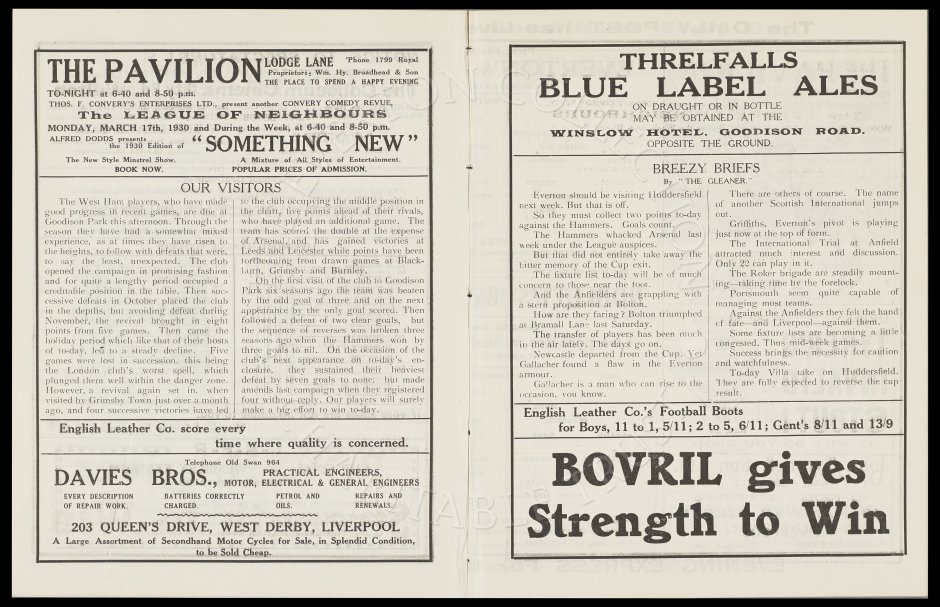 THE PAVILION LODGE LANE 'Phone 1799 Royal
Proprietors; Wm. Hy. Broadhead & Son
THE PLACE TO SPEND A HAPPY EVENING
TO-NIGHT at 6-40 and 8-50 p.m.
THOS. F. CONVERY'S ENTERPRISES LTD., present another CONVERY COMEDY REVUE,
The LEAGUE OF NEIGHBOURS
MONDAY, MARCH 17th, 1930 and During the Week, at 6-40 and 8-50 p.m.
ALFRED DODDS presents
the 1930 Edition of "SOMETHING NEW"
The New Style Minstrel Show. A Mixture of All Styles of Entertainment.
BOOK NOW. POPULAR PRICES OF ADMISSION.
OUR VISITORS
The West Ham players, who have made
good progress in recent games, are due at
Goodison Park this afternoon. Through the
season they have had a somewhat mixed
experience, as at times they have risen to
the heights, to follow with defeats that were,
to say the least, unexpected. The club
opened the campaign in promising fashion
and for quite a lengthy period occupied a
creditable position in the table. Then suc-
cessive defeats in October placed the club
in the depths, but avoiding defeat during
November, the revival brought in eight
points from five games. Then came the
holiday period which like that of their hosts
of to-day, led to a steady decline. Five
games were lost in succession, this being
the London club's worst spell, which
plunged them well within the danger zone.
However, a revival again set in, when
visited by Grimsby Town just over a month
ago, and four successive victories have led
to the club occupying the middle position in
the chart, five points ahead of their rivals,
who have played an additional game. The
team has scored the double at the expense
of Arsenal, and has gained victories at
Leeds and Leicester while points have been
forthcoming from drawn games at Black-
burn, Grimsby and Burnley.
On the first visit of the club to Goodison
Park six seasons ago the team was beaten
by the odd goal of three and on the next
appearance by the only goal scored. Then
followed a defeat of two clear goals, but
the sequence of reverses was broken three
seasons ago when the Hammers won by
three goals to nil. On the occasion of the
club's next appearance on to-day's en-
closure, they sustained their heaviest
defeat by seven goals to none, but made
amends last campaign when they registered
four without reply. Our players will surely
make a big effort to win to-day.
English Leather Co. score every
time where quality is concerned.
Telephone Old Swan 964
DAVIES BROS., PRACTICAL ENGINEERS,
MOTOR, ELECTRICAL & GENERAL ENGINEERS
EVERY DESCRIPTION BATTERIES CORRECTLY PETROL AND REPAIRS AND
OF REPAIR WORK. CHARGED. OILS. RENEWALS.
203 QUEEN'S DRIVE, WEST DERBY, LIVERPOOL
A Large Assortment of Secondhand Motor Cycles for Sale, in Splendid Condition,
to be Sold Cheap.
THRELFALLS
BLUE LABEL ALES
ON DRAUGHT OR IN BOTTLE
MAY BE OBTAINED AT THE
WINSLOW HOTEL, GOODISON ROAD.
OPPOSITE THE GROUND.
BREEZY BRIEFS
By "THE GLEANER."
Everton should be visiting Huddersfield
next week. But that is off.
So they must collect two points to-day
against the Hammers. Goals count.
The Hammers whacked Arsenal last
week under the League auspices.
But that did not entirely take away the
bitter memory of the Cup exit.
The fixture list to-day will be of much
concern to those near the foot.
And the Anfielders are grappling with
a stern proposition at Bolton.
How are they faring? Bolton triumphed
at Bramall Lane last Saturday.
The transfer of players has been much
in the air lately. The days go on.
Newcastle departed from the Cup. Yet
Gallacher found a flaw in the Everton
armour.
Gallacher is a man who can rise to the
occasion, you know.
There are others of course. The name
of another Scottish International jumps
out.
Griffiths, Everton's pivot is playing
just now at the top of form.
The International Trial at Anfield
attracted much interest and discussion.
Only 22 can play in it.
The Roker brigade are steadily mount-
ing—taking time by the forelock.
Portsmouth seem quite capable of
managing most teams.
Against the Anfielders they felt the hand
of fate—and Liverpool—against them.
Some fixture lists are becoming a little
congested. Thus mid-week games.
Success brings the necessity for caution
and watchfulness.
To-day Villa take on Huddersfield.
They are fully expected to reverse the cup
result.
English Leather Co.'s Football Boots
for Boys, 11 to 1, 5/11; 2 to 5, 6/11; Gent's 8/11 and 13/9
BOVRIL gives
Strength to Win